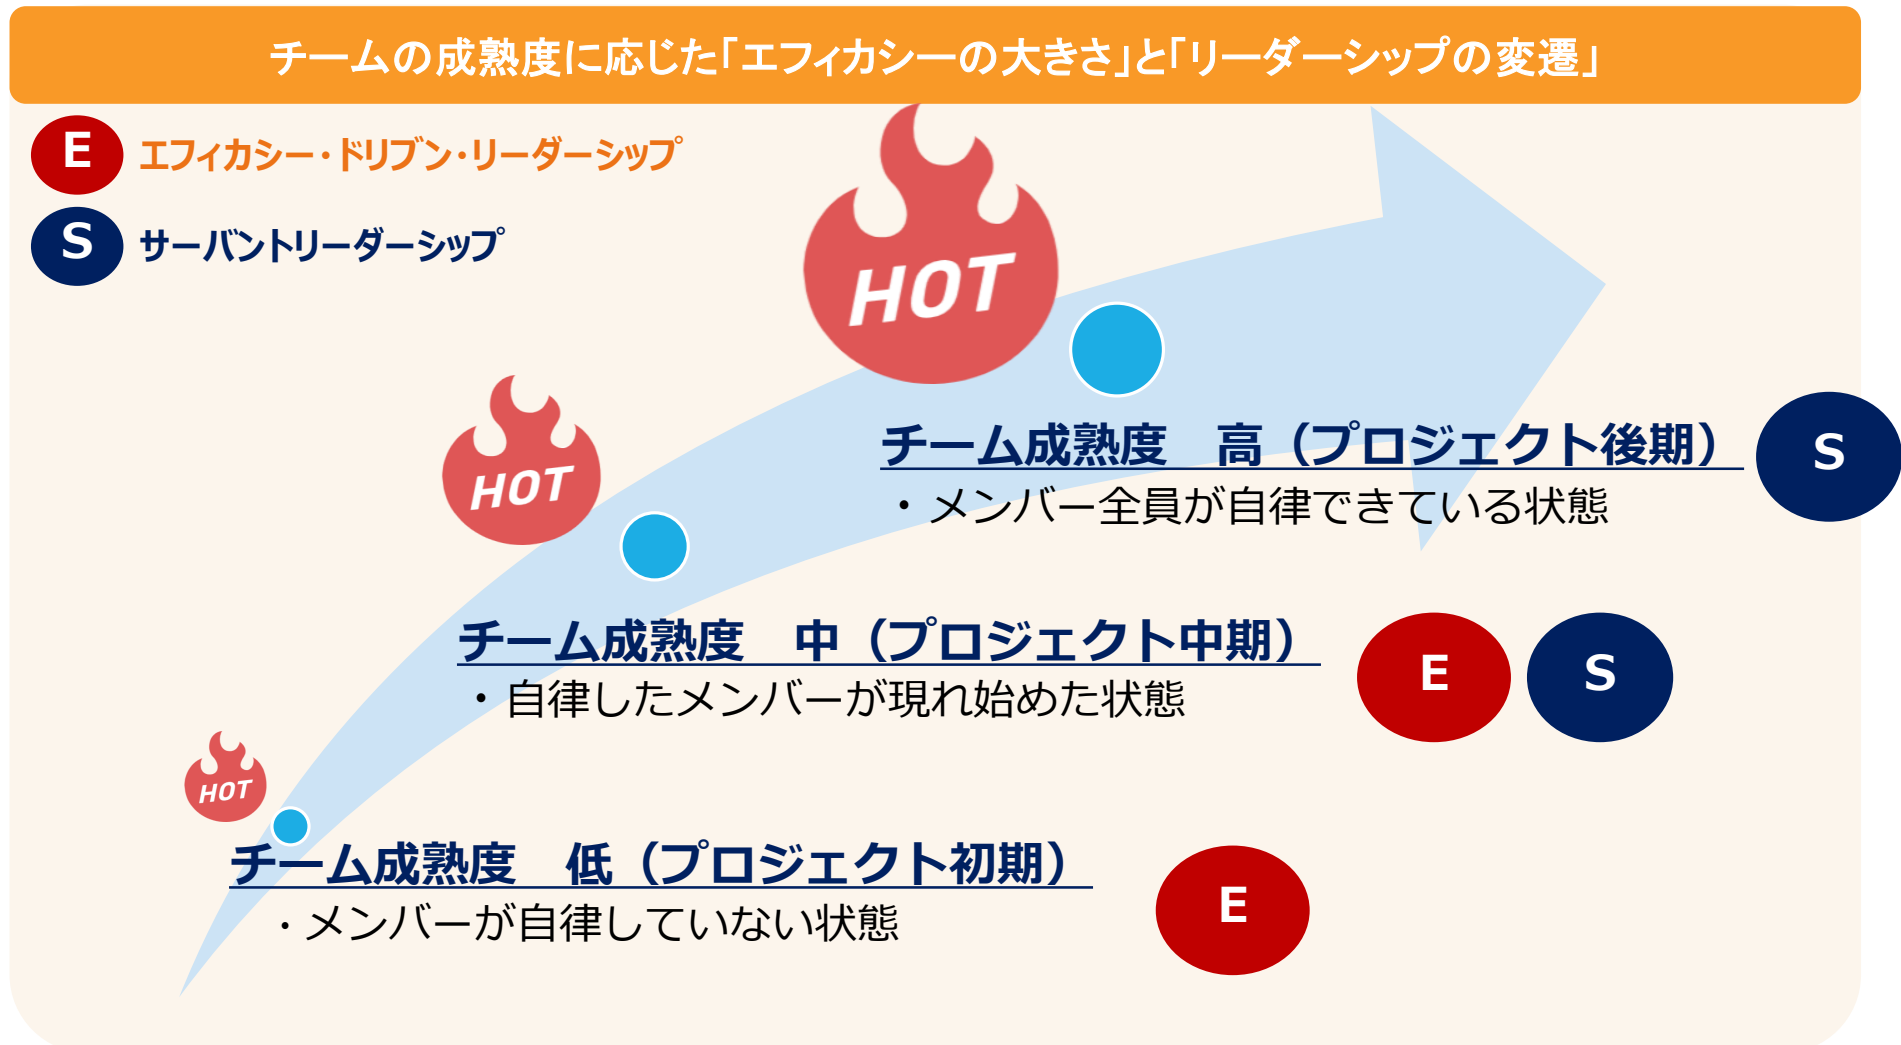 チームの成熟度に応じた「エフィカシーの大きさ」と「リーダーシップの変遷」
E エフィカシー・ドリブン・リーダーシップ
S サーバントリーダーシップ
HOT
チーム成熟度　高（プロジェクト後期） S
・メンバー全員が自律できている状態
HOT
チーム成熟度　中（プロジェクト中期） E S
・自律したメンバーが現れ始めた状態
HOT
チーム成熟度　低（プロジェクト初期） E
・メンバーが自律していない状態